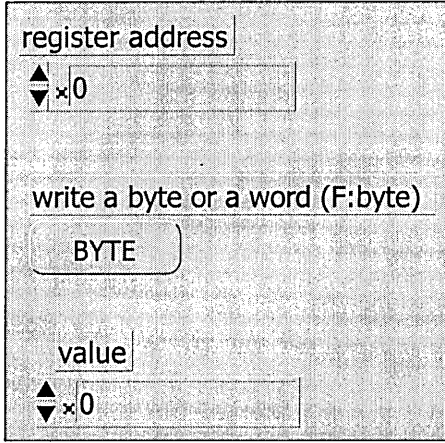 register address
x0
write a byte or a word (F:byte)
BYTE
value
x0